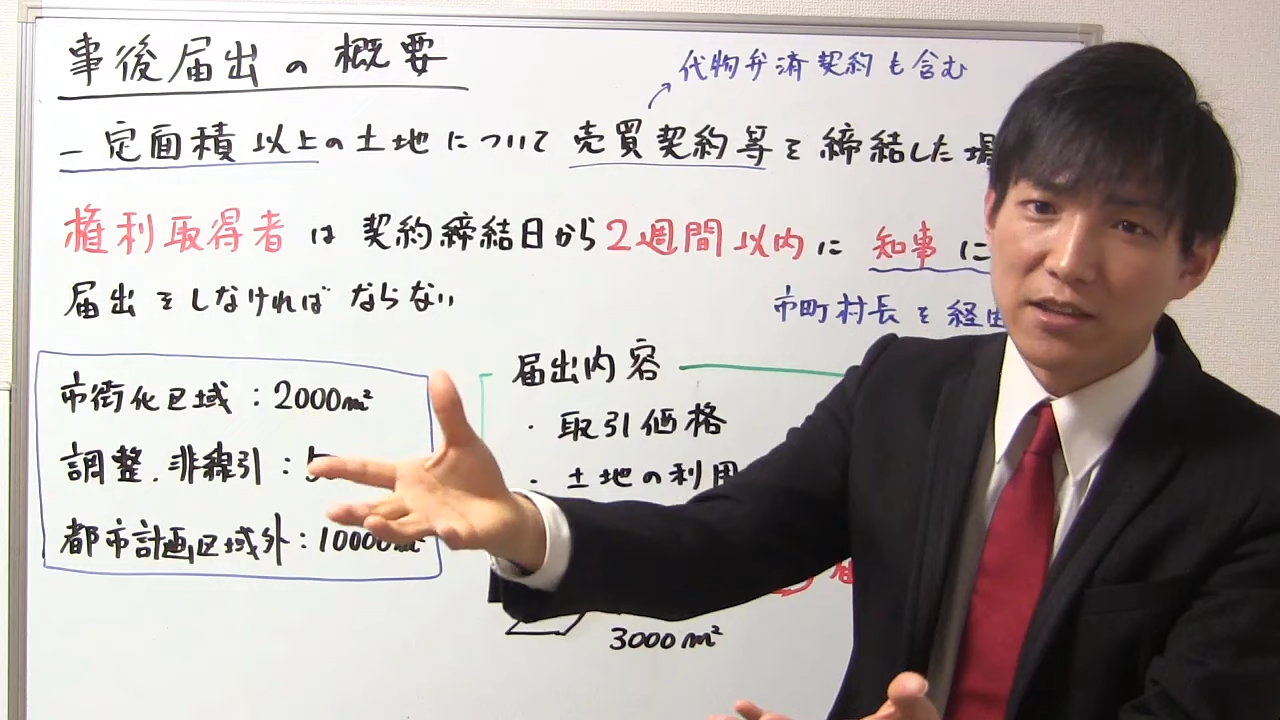 事後届出の概要
代物弁済契約も含む
一定面積以上の土地について売買契約等を締結した場
権利取得者は契約締結日から2週間以内に知事に
市町村長を経由
届出をしなければならない
市街化区域：2000m²
調整．非線引：5
都市計画区域外：10000m²
届出内容
・取引価格
・土地の利用
3000m²